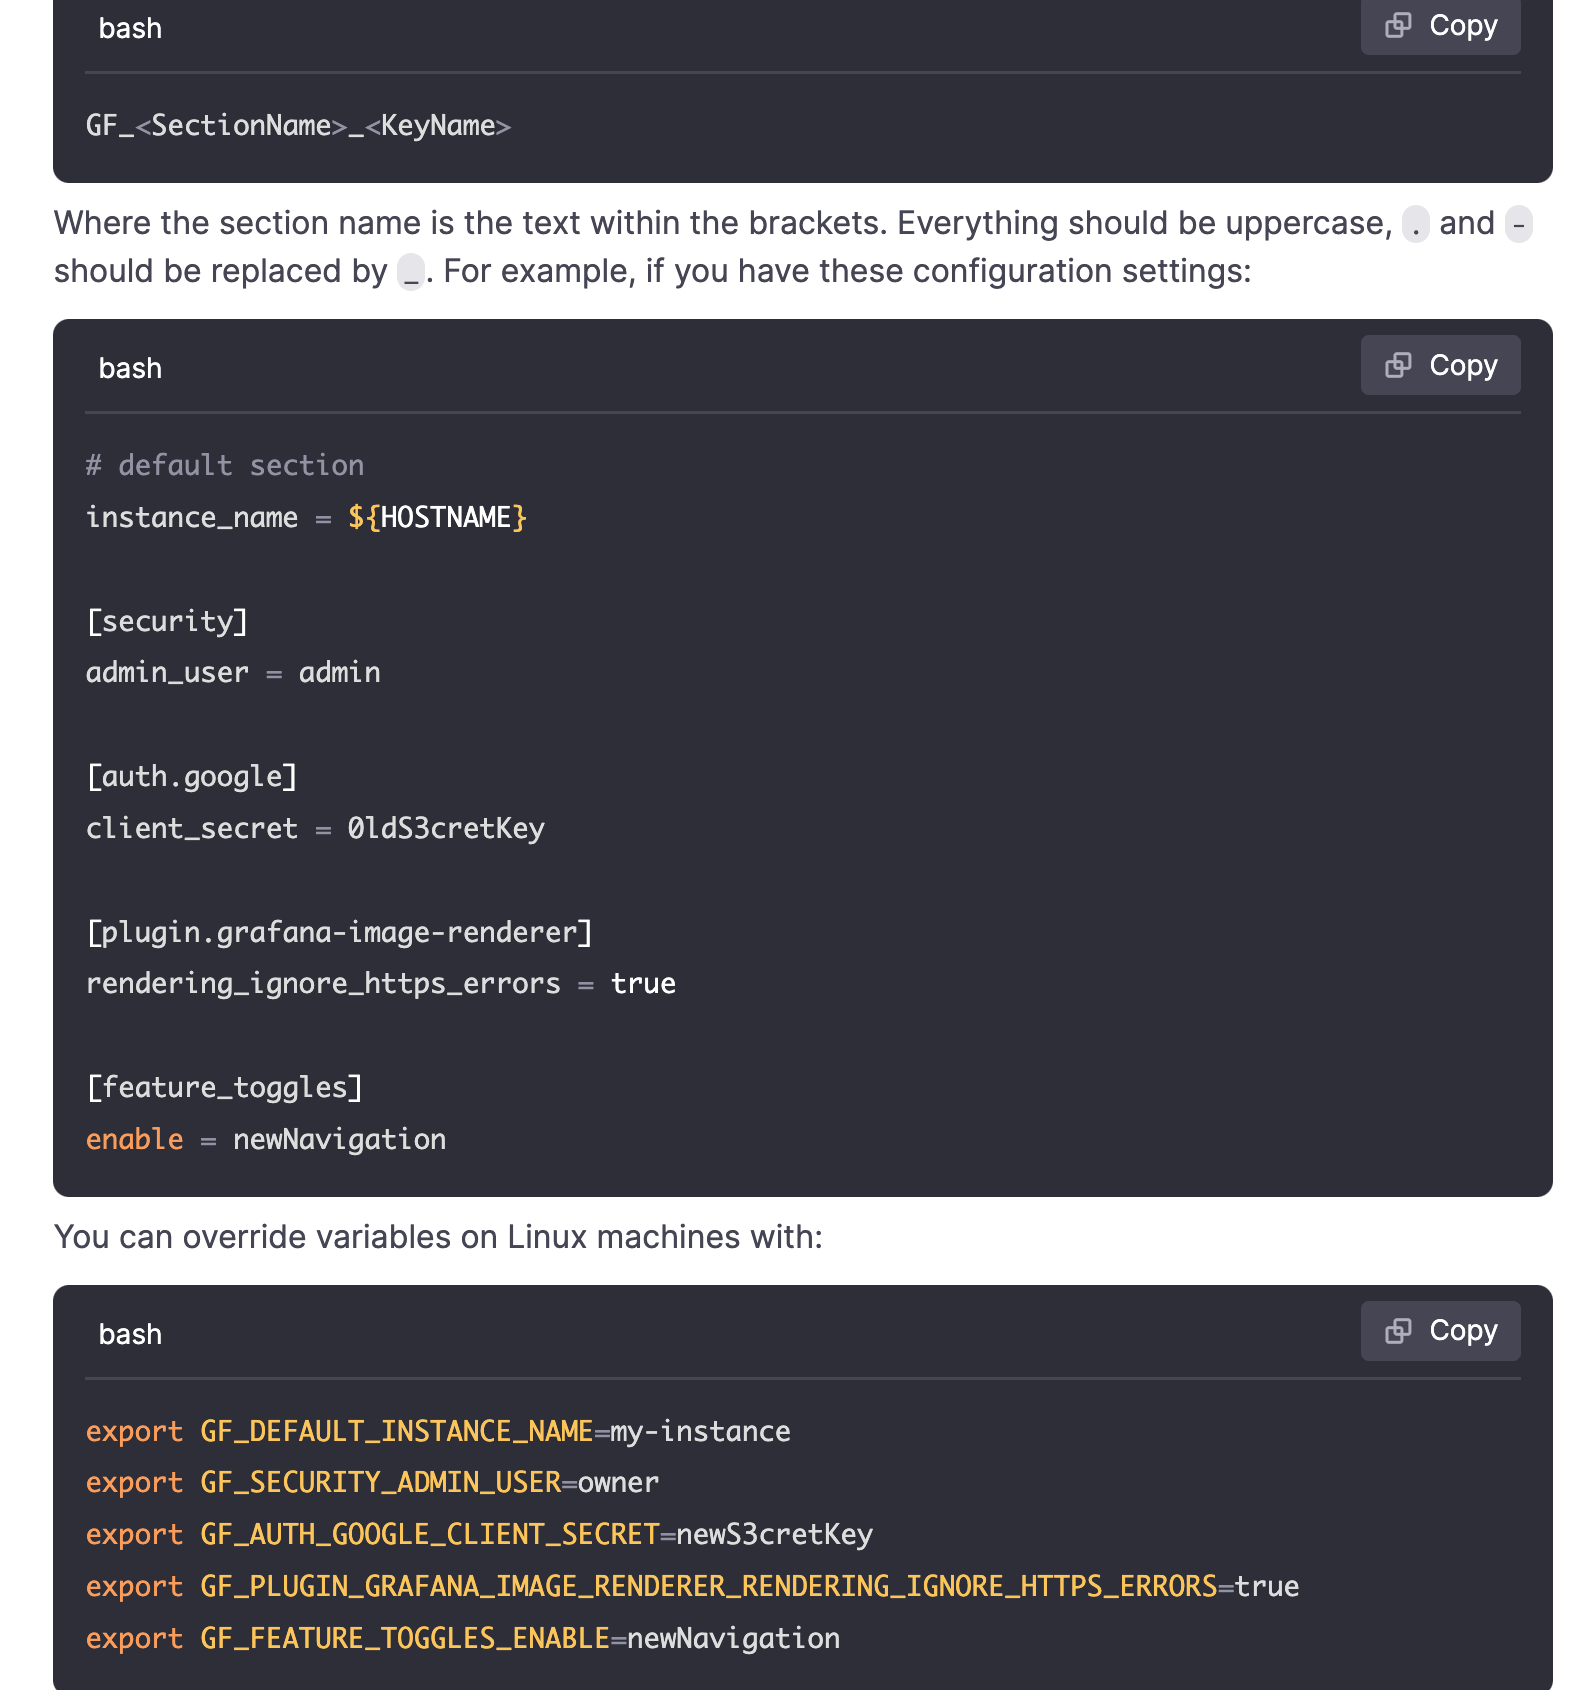 bash
Copy
GF_<SectionName>_<KeyName>
Where the section name is the text within the brackets. Everything should be uppercase, . and -
should be replaced by _. For example, if you have these configuration settings:
bash
Copy
# default section
instance_name = ${HOSTNAME}
[security]
admin_user = admin
[auth.google]
client_secret = 0ldS3cretKey
[plugin.grafana-image-renderer]
rendering_ignore_https_errors = true
[feature_toggles]
enable = newNavigation
You can override variables on Linux machines with:
bash
Copy
export GF_DEFAULT_INSTANCE_NAME=my-instance
export GF_SECURITY_ADMIN_USER=owner
export GF_AUTH_GOOGLE_CLIENT_SECRET=newS3cretKey
export GF_PLUGIN_GRAFANA_IMAGE_RENDERER_RENDERING_IGNORE_HTTPS_ERRORS=true
export GF_FEATURE_TOGGLES_ENABLE=newNavigation